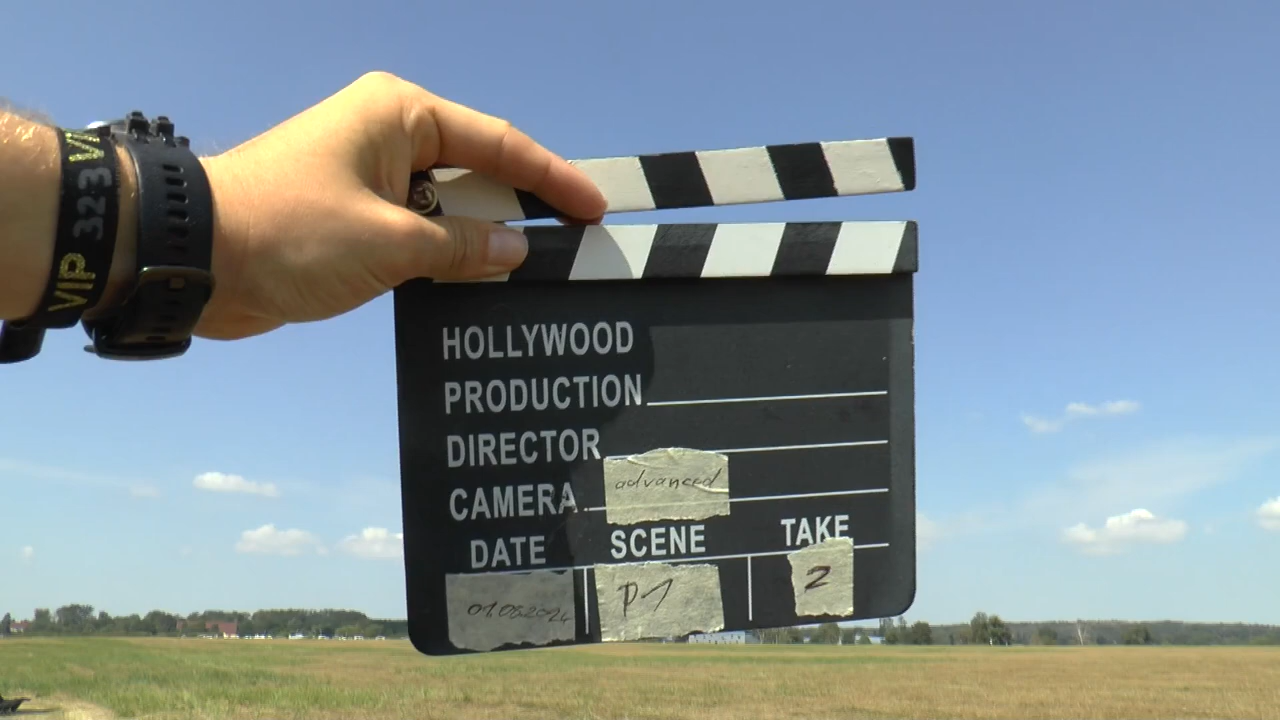 VIP 323 VI
HOLLYWOOD
PRODUCTION
DIRECTOR
advanced
CAMERA
DATE SCENE TAKE
01.08.2024 P1 2